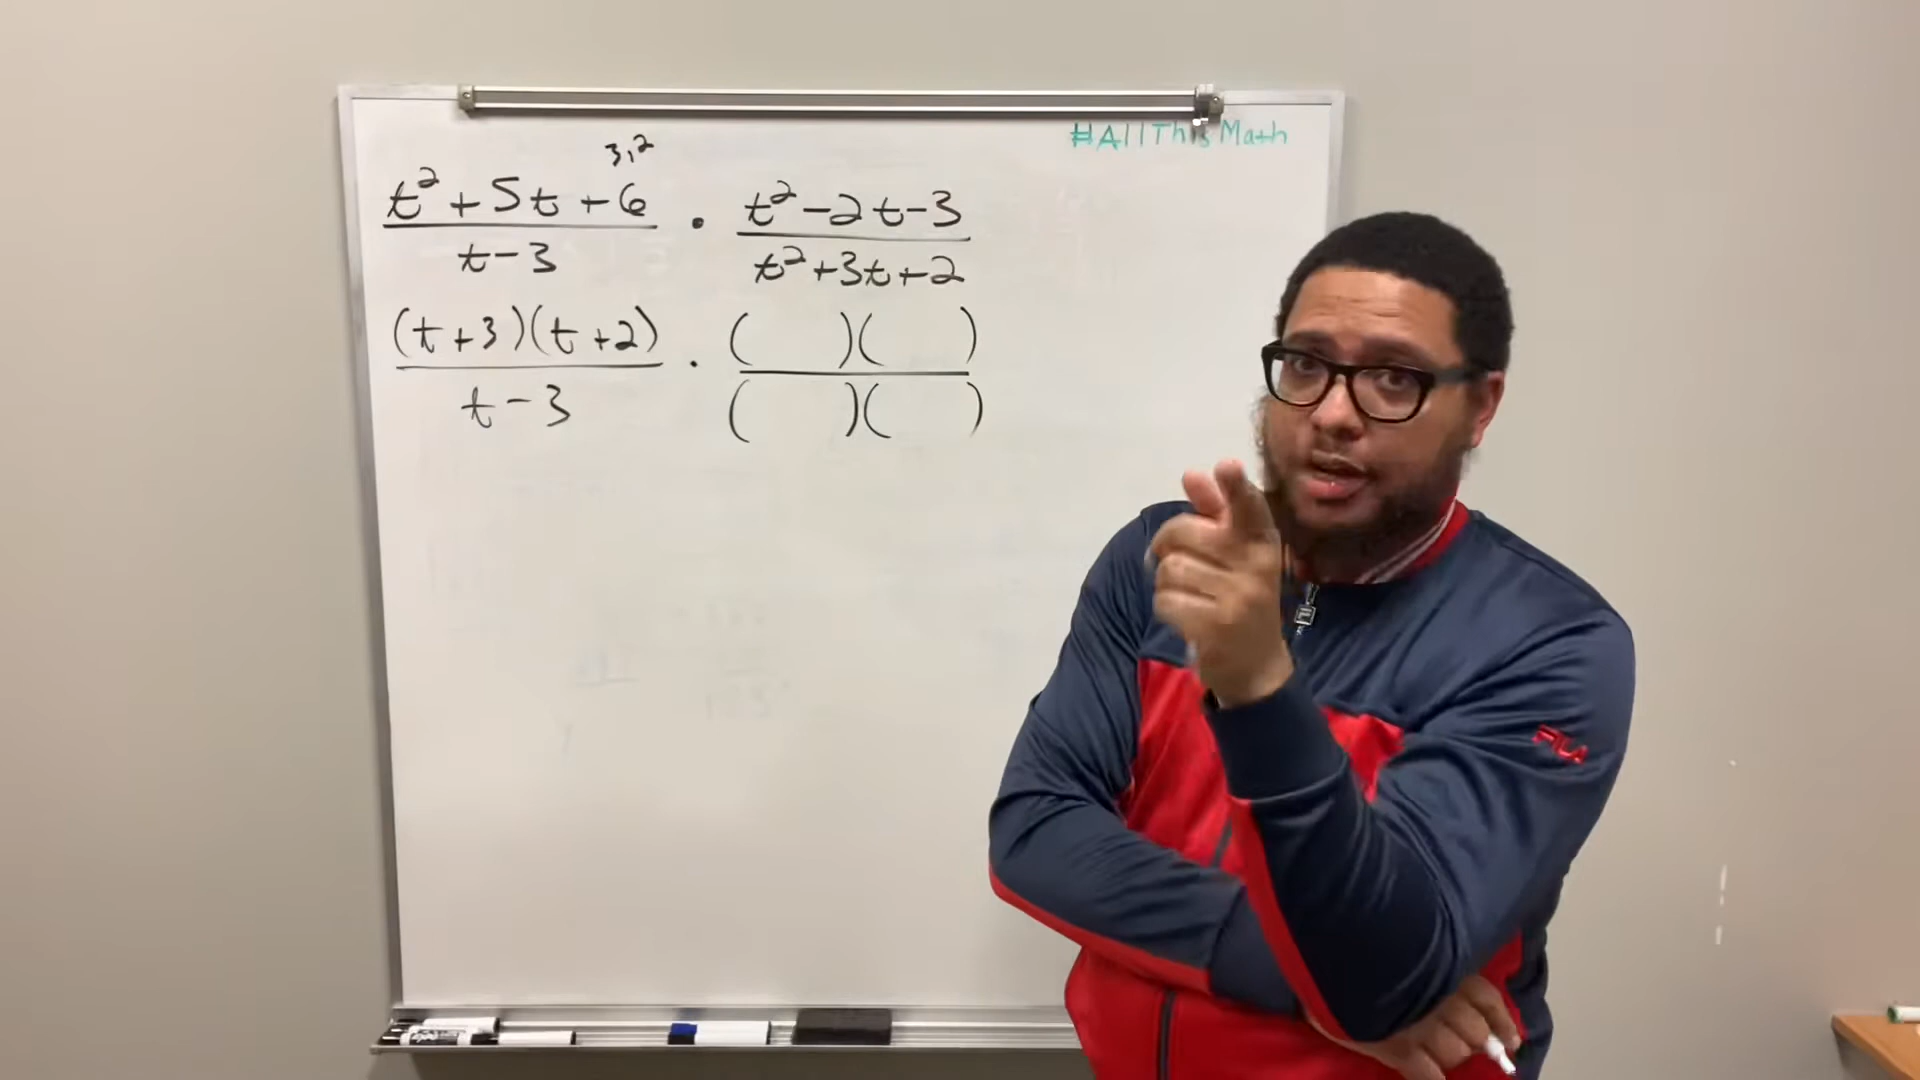 #AllThisMath
3,2
t²+5t+6 / t-3 · t²-2t-3 / t²+3t+2
(t+3)(t+2) / t-3 · ( )( ) / ( )( )
FILA